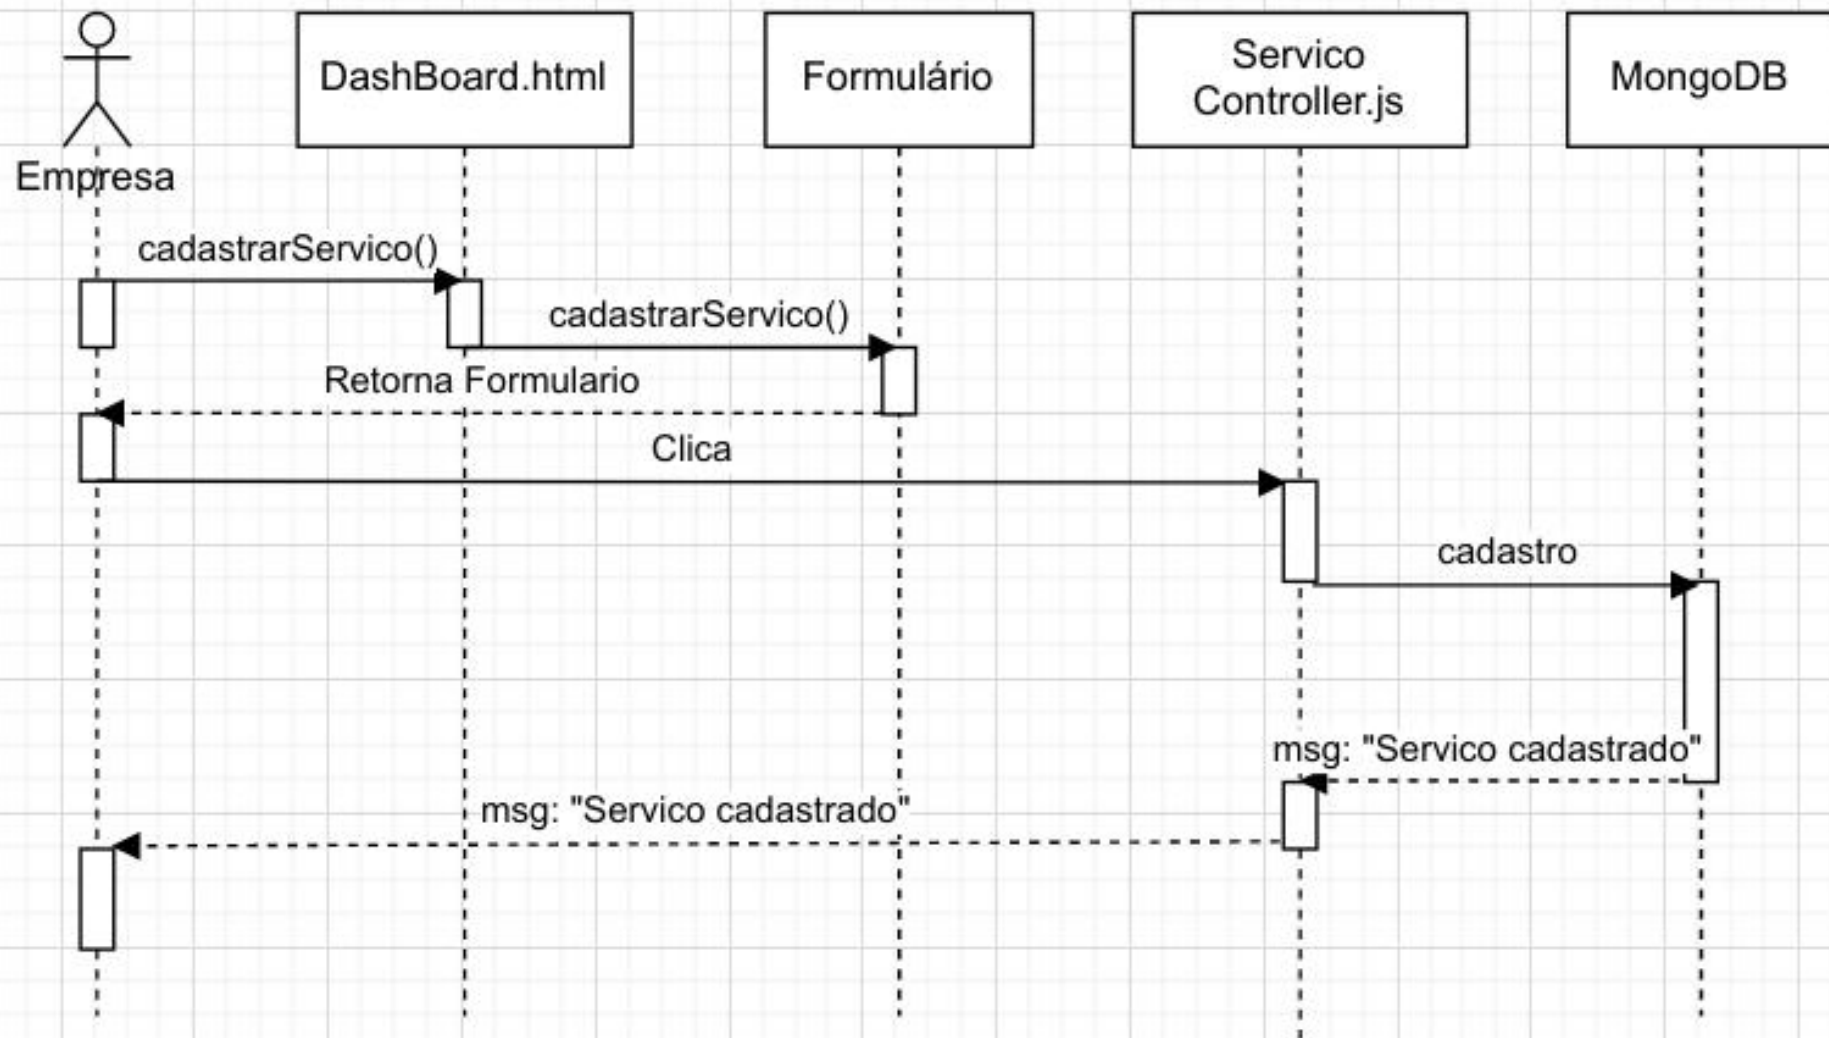 DashBoard.html
Formulário
Servico
Controller.js
MongoDB
Empresa
cadastrarServico()
cadastrarServico()
Retorna Formulario
Clica
cadastro
msg: "Servico cadastrado"
msg: "Servico cadastrado"